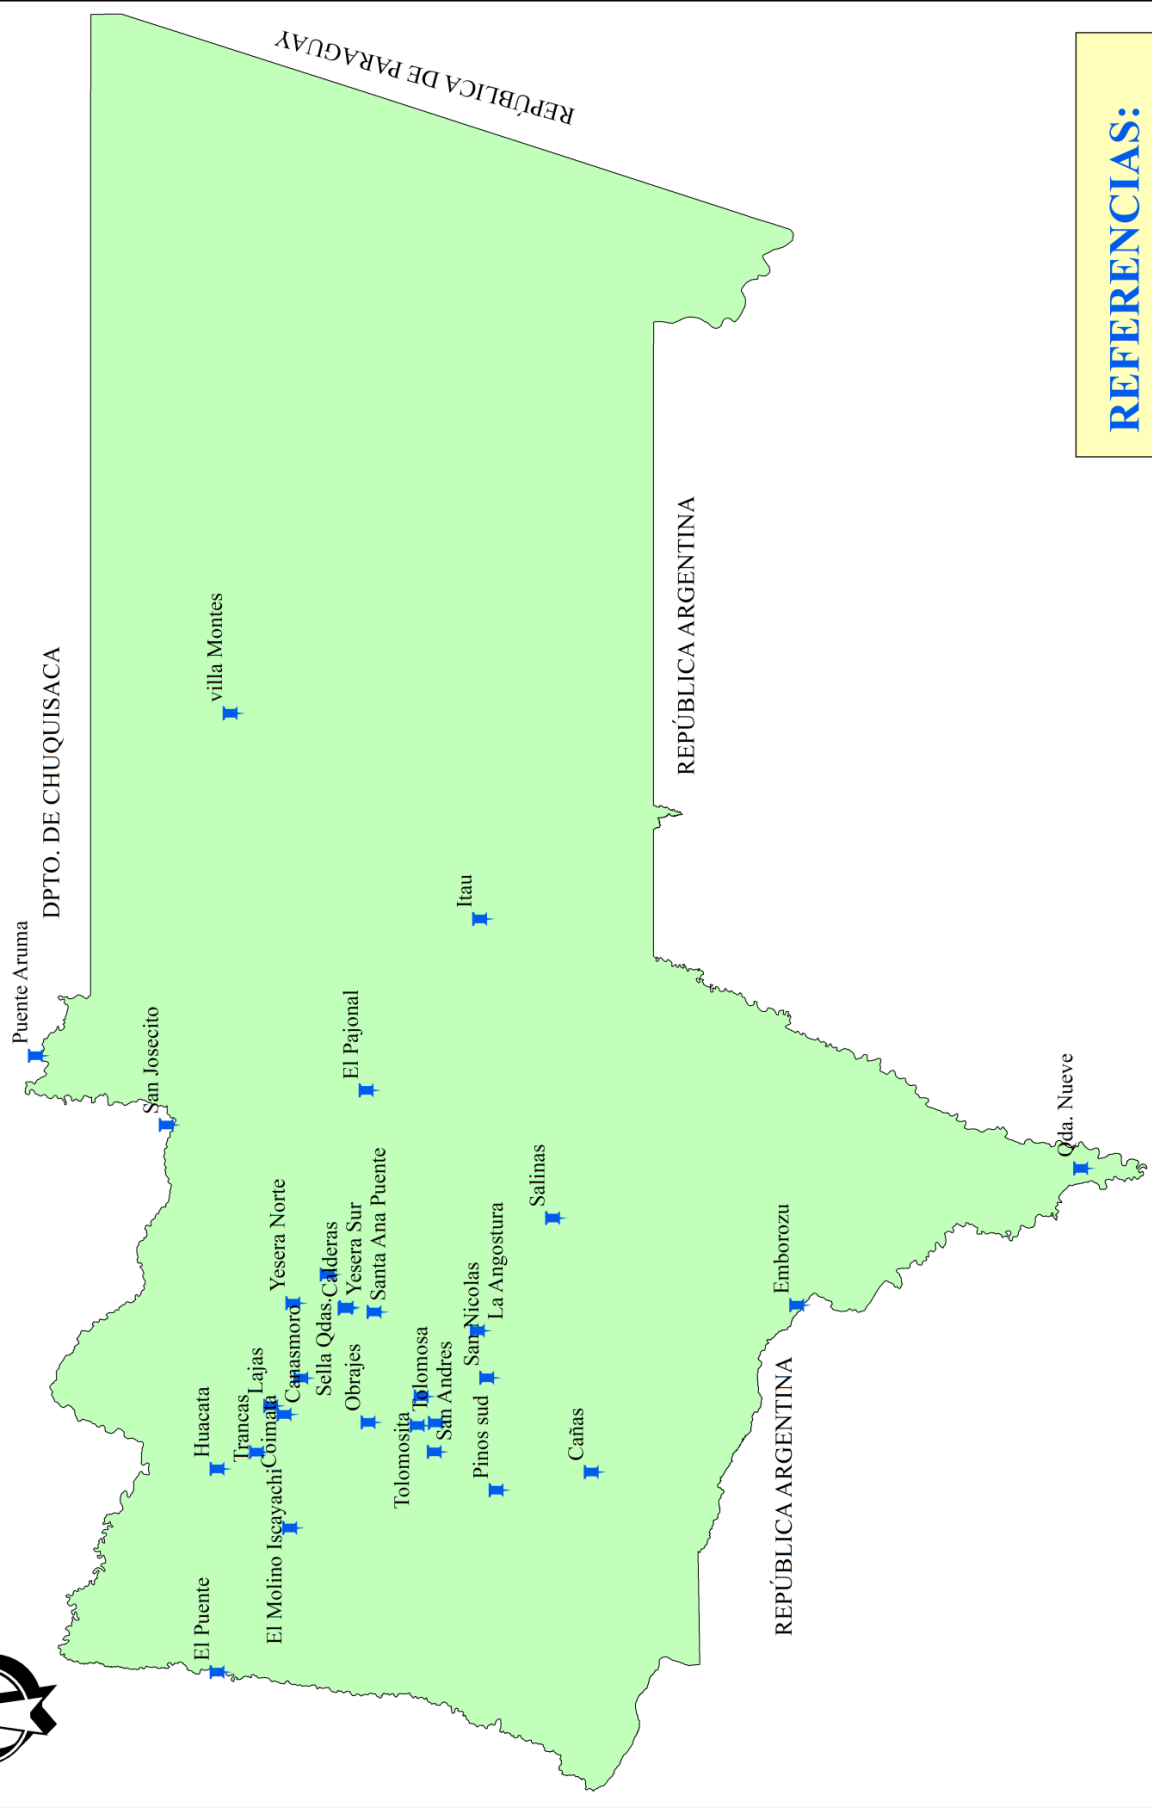 Puente Aruma
DPTO. DE CHUQUISACA
REPÚBLICA DE PARAGUAY
San Josecito
villa Montes
El Puente
Huacata
Trancas
Lajas
Coimata
Canasmoro
Yesera Norte
El Molino Iscayachi
Sella Qdas.
Calderas
Yesera Sur
Santa Ana Puente
El Pajonal
Obrajes
Tolomosita
Tolomosa
San Andres
Itau
San Nicolas
Pinos sud
La Angostura
Salinas
Cañas
REPÚBLICA ARGENTINA
Emborozu
REPÚBLICA ARGENTINA
Qda. Nueve
REFERENCIAS: